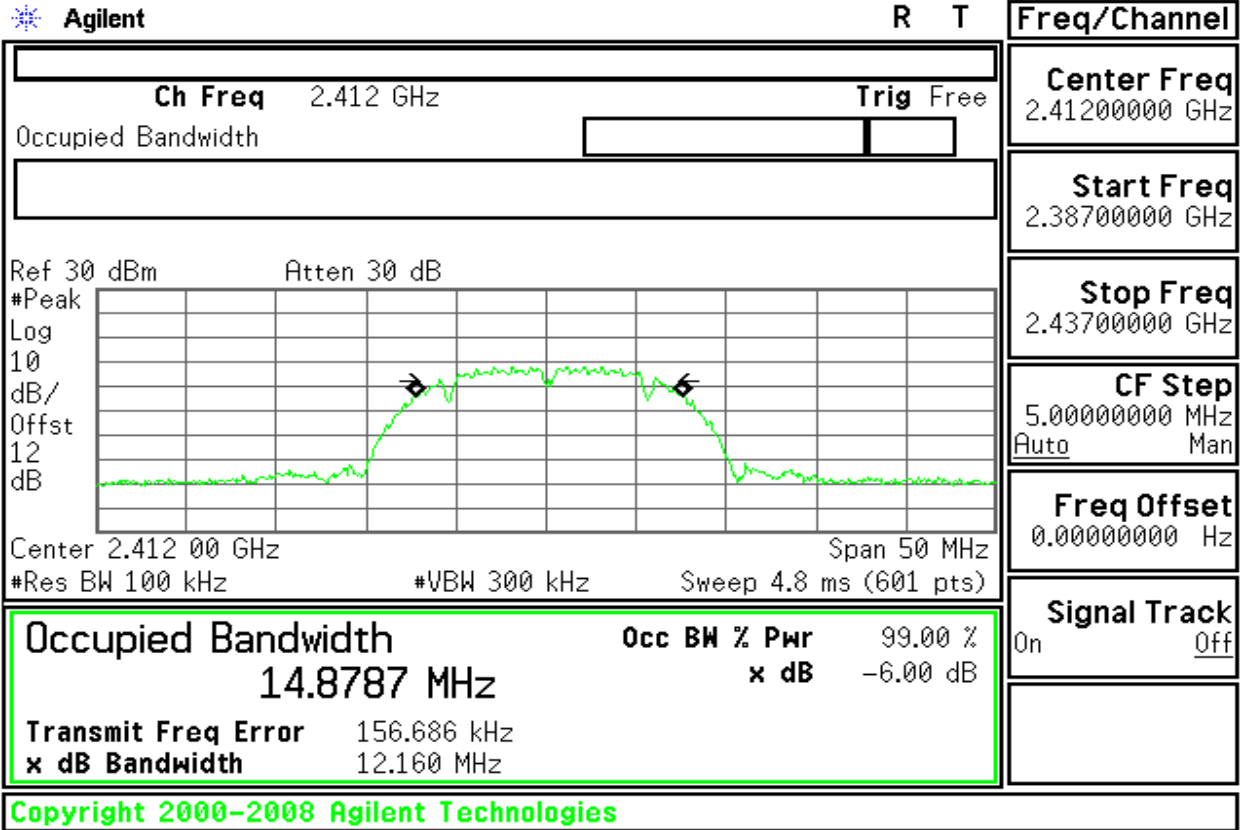 Agilent R T
Ch Freq 2.412 GHz Trig Free
Occupied Bandwidth
Ref 30 dBm Atten 30 dB
#Peak
Log
10
dB/
Offst
12
dB
Center 2.412 00 GHz Span 50 MHz
#Res BW 100 kHz #VBW 300 kHz Sweep 4.8 ms (601 pts)
Occupied Bandwidth
14.8787 MHz
Occ BW % Pwr 99.00 %
x dB -6.00 dB
Transmit Freq Error 156.686 kHz
x dB Bandwidth 12.160 MHz
Copyright 2000-2008 Agilent Technologies
Freq/Channel
Center Freq
2.41200000 GHz
Start Freq
2.38700000 GHz
Stop Freq
2.43700000 GHz
CF Step
5.00000000 MHz
Auto Man
Freq Offset
0.00000000 Hz
Signal Track
On Off